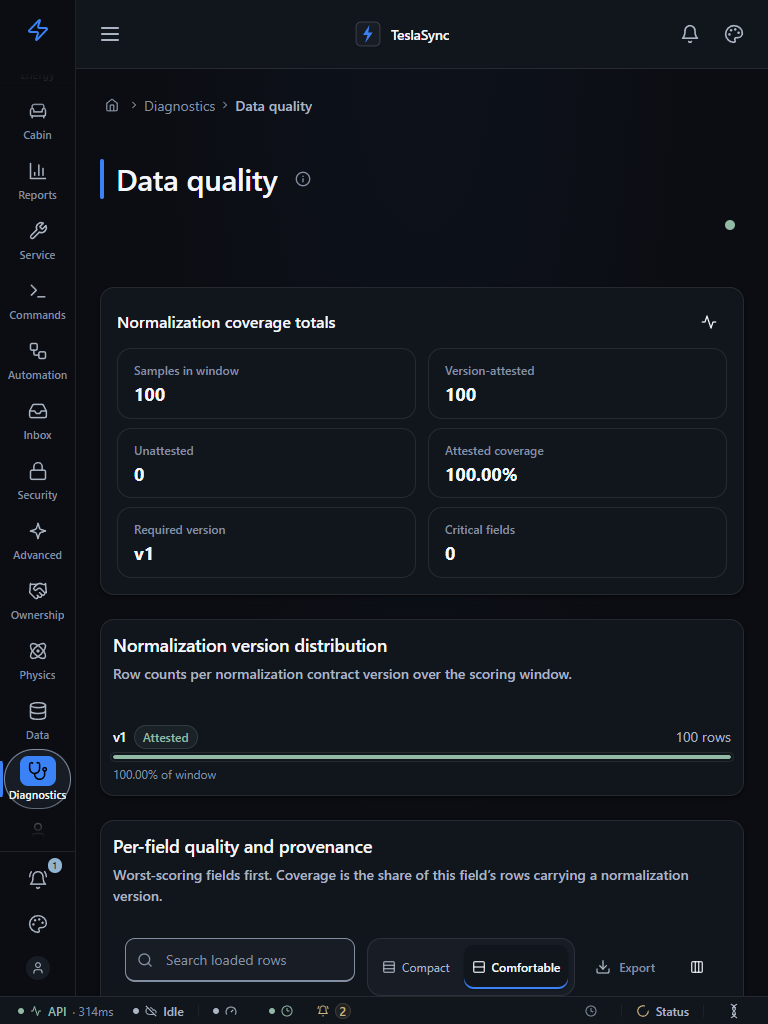 TeslaSync
Energy
Cabin
Reports
Service
Commands
Automation
Inbox
Security
Advanced
Ownership
Physics
Data
Diagnostics
1
Diagnostics
Data quality
Data quality
Normalization coverage totals
Samples in window
100
Version-attested
100
Unattested
0
Attested coverage
100.00%
Required version
v1
Critical fields
0
Normalization version distribution
Row counts per normalization contract version over the scoring window.
v1 Attested 100 rows
100.00% of window
Per-field quality and provenance
Worst-scoring fields first. Coverage is the share of this field's rows carrying a normalization
version.
Search loaded rows
Compact
Comfortable
Export
API · 314ms
Idle
2
Status